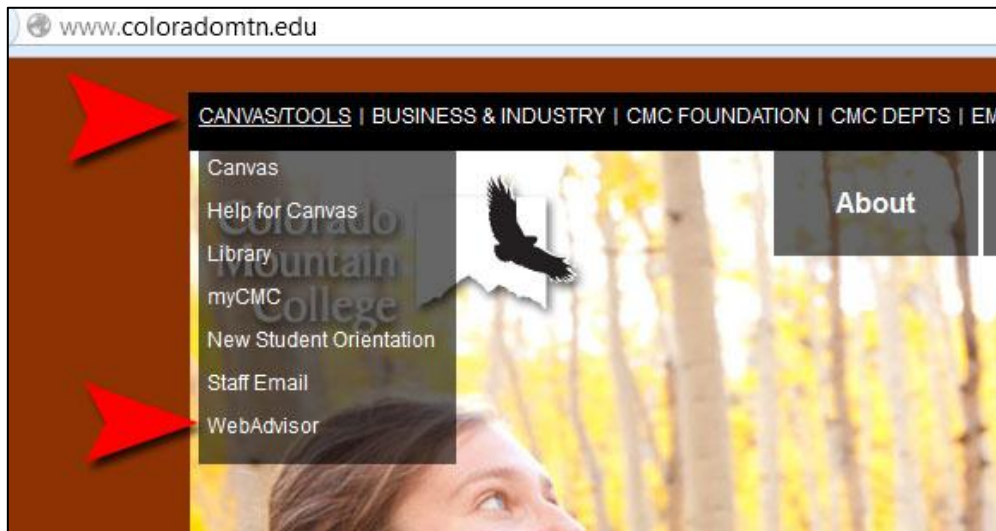 www.coloradomtn.edu
CANVAS/TOOLS | BUSINESS & INDUSTRY | CMC FOUNDATION | CMC DEPTS | EM
Canvas
Help for Canvas
Library
myCMC
New Student Orientation
Staff Email
WebAdvisor
Colorado
Mountain
College
About